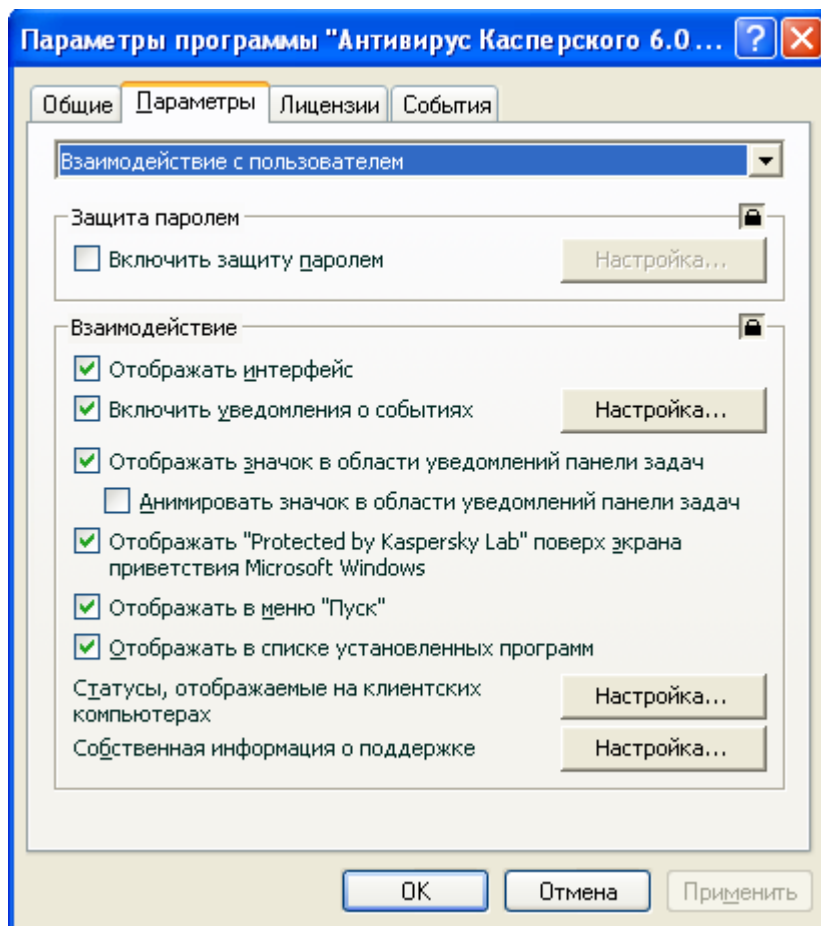 Параметры программы "Антивирус Касперского 6.0 ...
Общие Параметры Лицензии События
Взаимодействие с пользователем
Защита паролем
Включить защиту паролем Настройка...
Взаимодействие
Отображать интерфейс
Включить уведомления о событиях Настройка...
Отображать значок в области уведомлений панели задач
Анимировать значок в области уведомлений панели задач
Отображать "Protected by Kaspersky Lab" поверх экрана
приветствия Microsoft Windows
Отображать в меню "Пуск"
Отображать в списке установленных программ
Статусы, отображаемые на клиентских
компьютерах Настройка...
Собственная информация о поддержке Настройка...
OK Отмена Применить